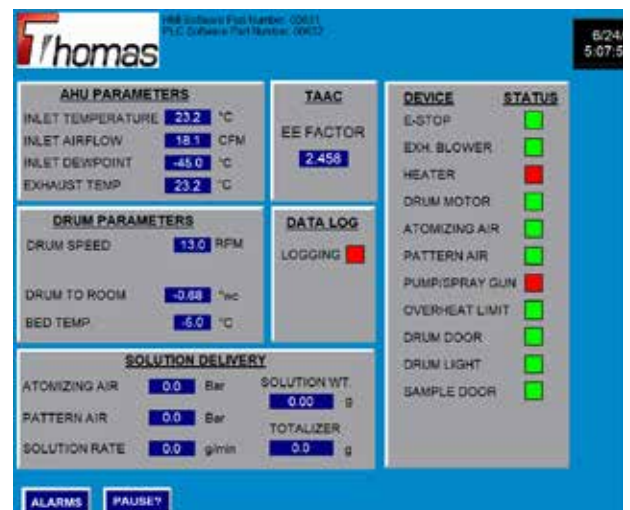 Thomas
HMI Software Part Number: 00631
PLC Software Part Number: 00632
6/24/
5:07:5
AHU PARAMETERS
INLET TEMPERATURE 23.2 °C
INLET AIRFLOW 18.1 CFM
INLET DEWPOINT -45.0 °C
EXHAUST TEMP 23.2 °C
TAAC
EE FACTOR
2.458
DRUM PARAMETERS
DRUM SPEED 13.0 RPM
DRUM TO ROOM -0.68 "wc
BED TEMP -5.0 °C
DATA LOG
LOGGING
SOLUTION DELIVERY
ATOMIZING AIR 0.0 Bar
PATTERN AIR 0.0 Bar
SOLUTION RATE 0.0 g/min
SOLUTION WT.
0.00 g
TOTALIZER
0.0 g
DEVICE STATUS
E-STOP
EXH. BLOWER
HEATER
DRUM MOTOR
ATOMIZING AIR
PATTERN AIR
PUMP/SPRAY GUN
OVERHEAT LIMIT
DRUM DOOR
DRUM LIGHT
SAMPLE DOOR
ALARMS PAUSE?